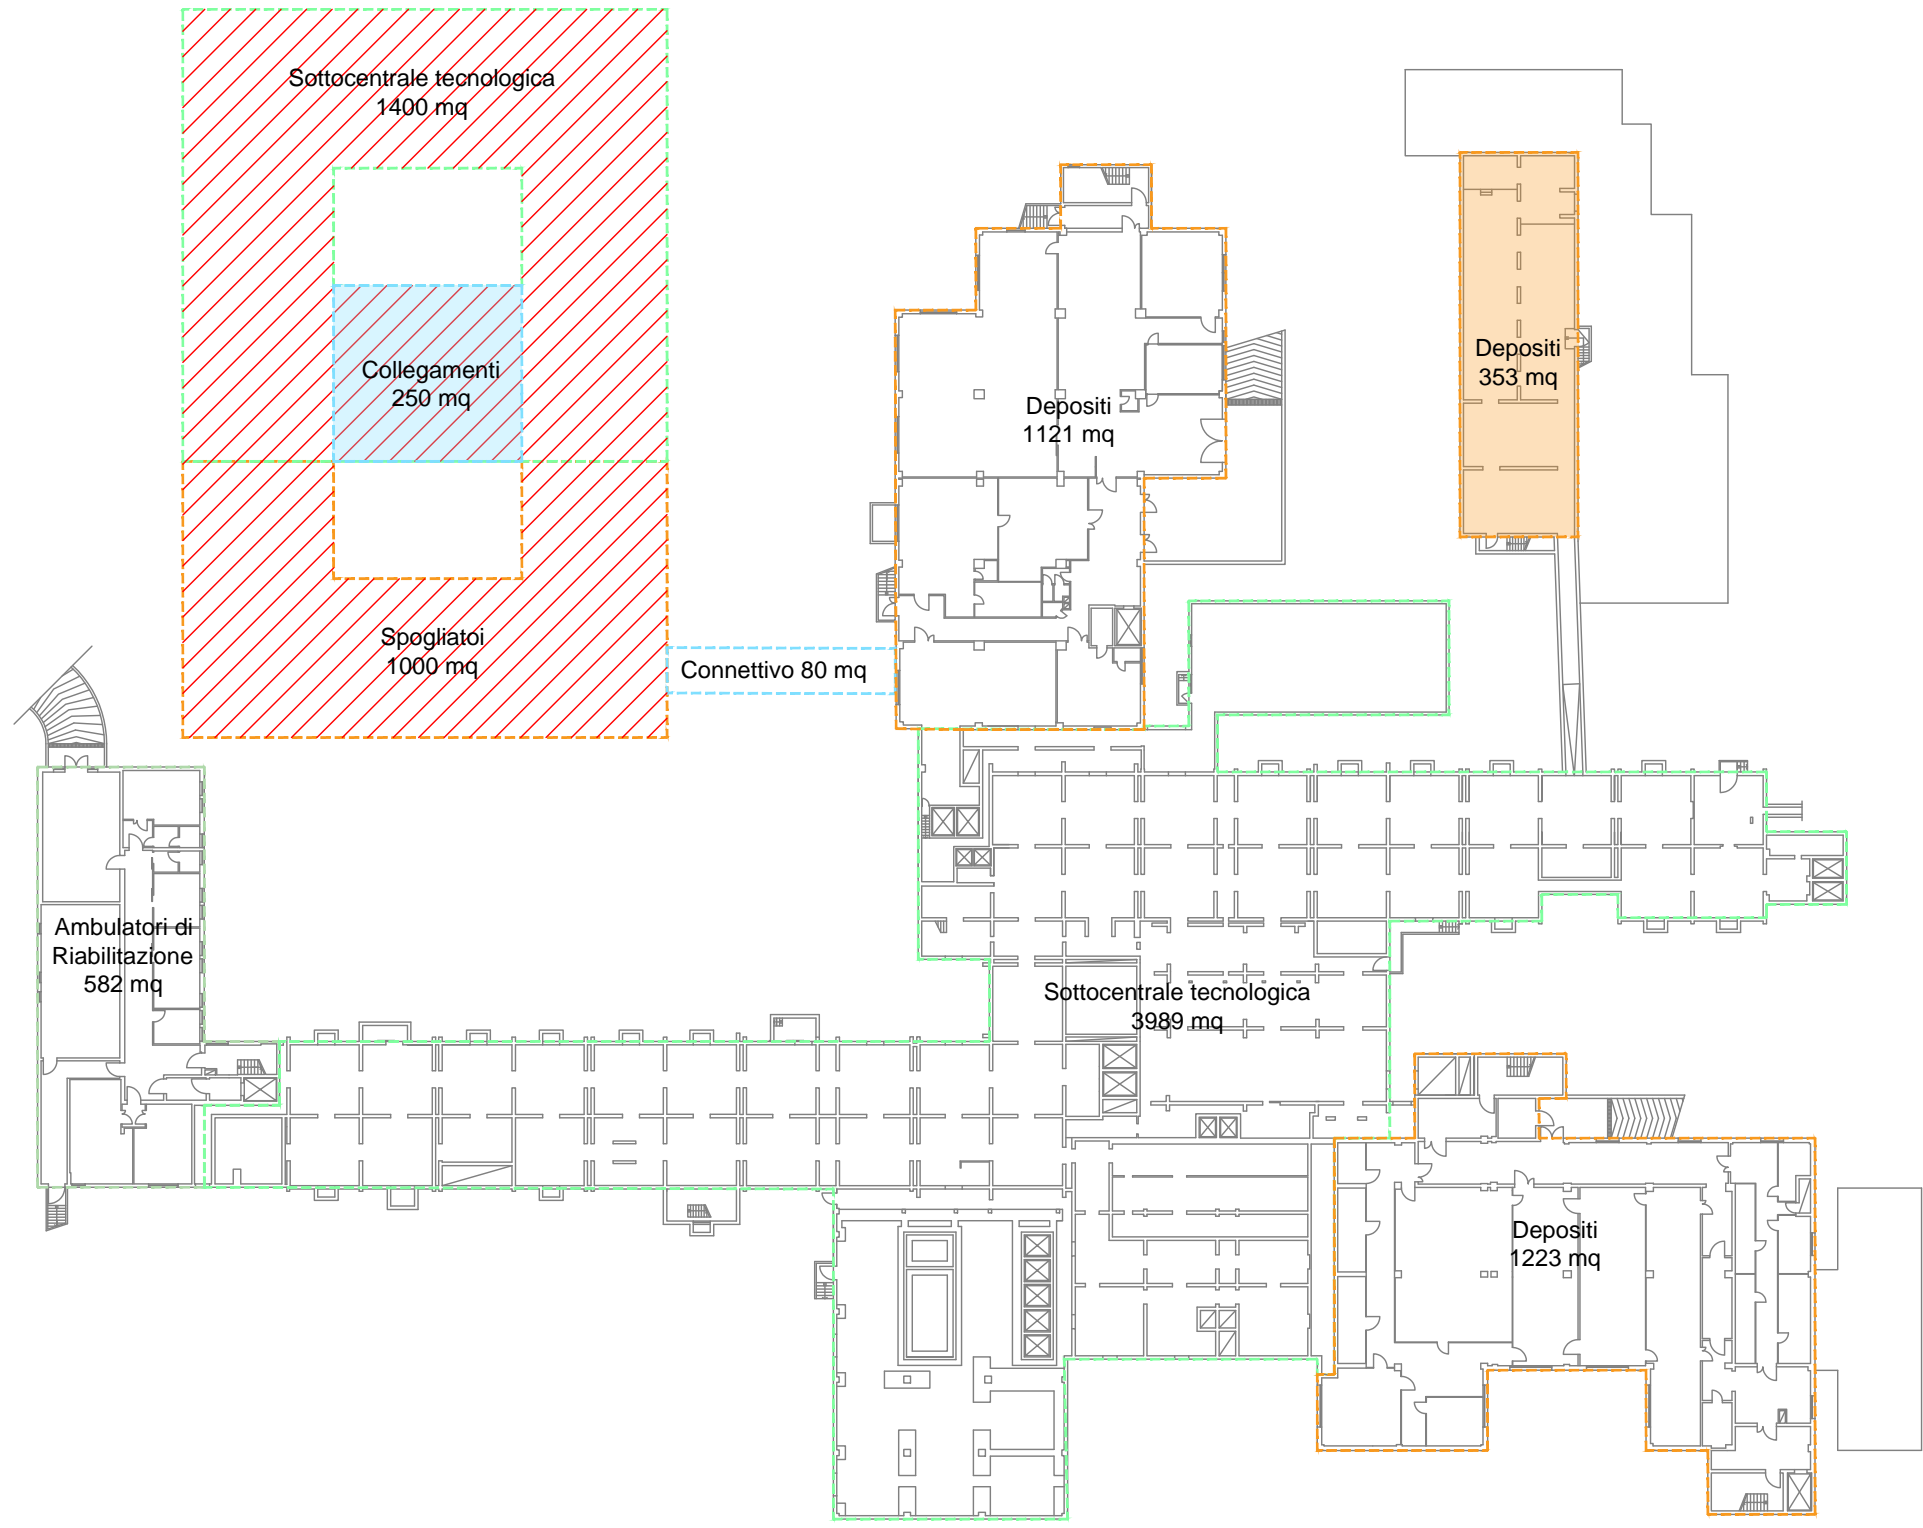 Sottocentrale tecnologica
1400 mq
Collegamenti
250 mq
Depositi
353 mq
Depositi
1121 mq
Spogliatoi
1000 mq
Connettivo 80 mq
Ambulatori di
Riabilitazione
582 mq
Sottocentrale tecnologica
3989 mq
Depositi
1223 mq